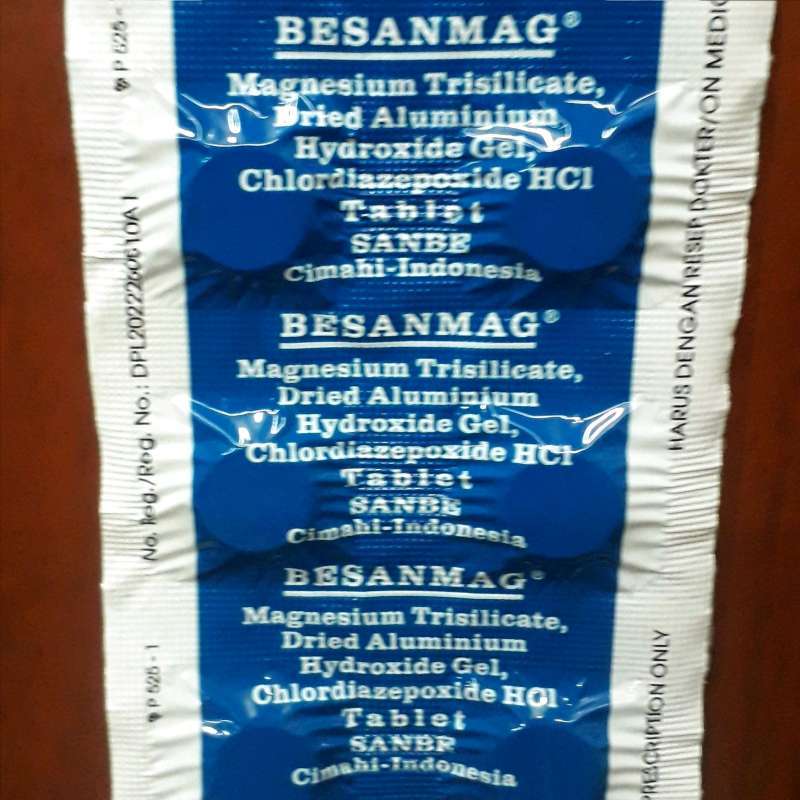 BESANMAG®
Magnesium Trisilicate,
Dried Aluminium
Hydroxide Gel,
Chlordiazepoxide HCl
Tablet
SANBE
Cimahi-Indonesia
BESANMAG®
Magnesium Trisilicate,
Dried Aluminium
Hydroxide Gel,
Chlordiazepoxide HCl
Tablet
SANBE
Cimahi-Indonesia
BESANMAG®
Magnesium Trisilicate,
Dried Aluminium
Hydroxide Gel,
Chlordiazepoxide HCl
Tablet
SANBE
Cimahi-Indonesia
P 525 -
No. Reg./Reg. No.:
P 525 - 1
HARUS DENGAN RESEP DOKTER/ON MEDIC
PRESCRIPTION ONLY